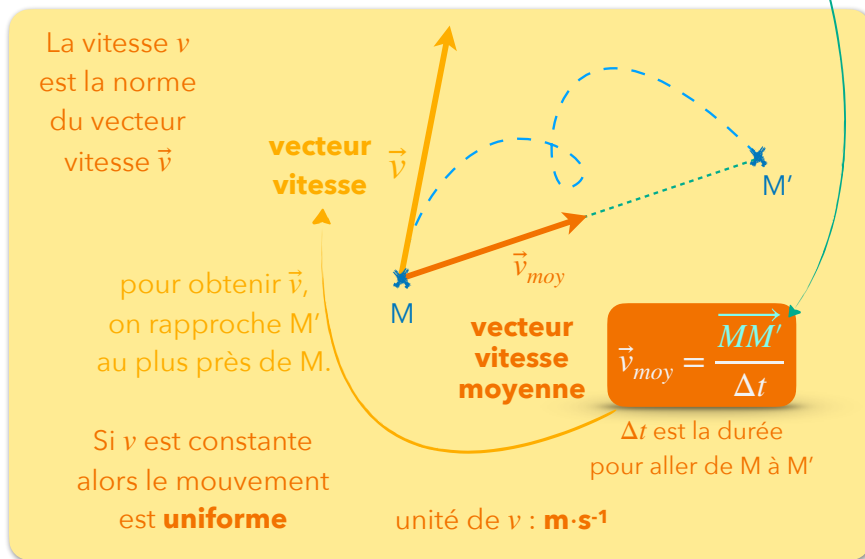 La vitesse v
est la norme
du vecteur
vitesse v⃗
vecteur
vitesse
v⃗
M'
v⃗moy
M
pour obtenir v⃗,
on rapproche M'
au plus près de M.
vecteur
vitesse
moyenne
v⃗moy = MM'⃗ / Δt
Δt est la durée
pour aller de M à M'
Si v est constante
alors le mouvement
est uniforme
unité de v : m·s⁻¹